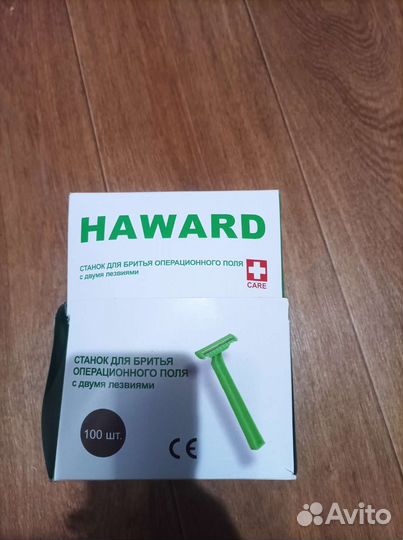 HAWARD
СТАНОК ДЛЯ БРИТЬЯ ОПЕРАЦИОННОГО ПОЛЯ
с двумя лезвиями
CARE
СТАНОК ДЛЯ БРИТЬЯ
ОПЕРАЦИОННОГО ПОЛЯ
с двумя лезвиями
100 шт.
CE
Avito